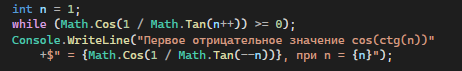 int n = 1;
while (Math.Cos(1 / Math.Tan(n++)) >= 0);
Console.WriteLine("Первое отрицательное значение cos(ctg(n))"
+$" = {Math.Cos(1 / Math.Tan(--n))}, при n = {n}");